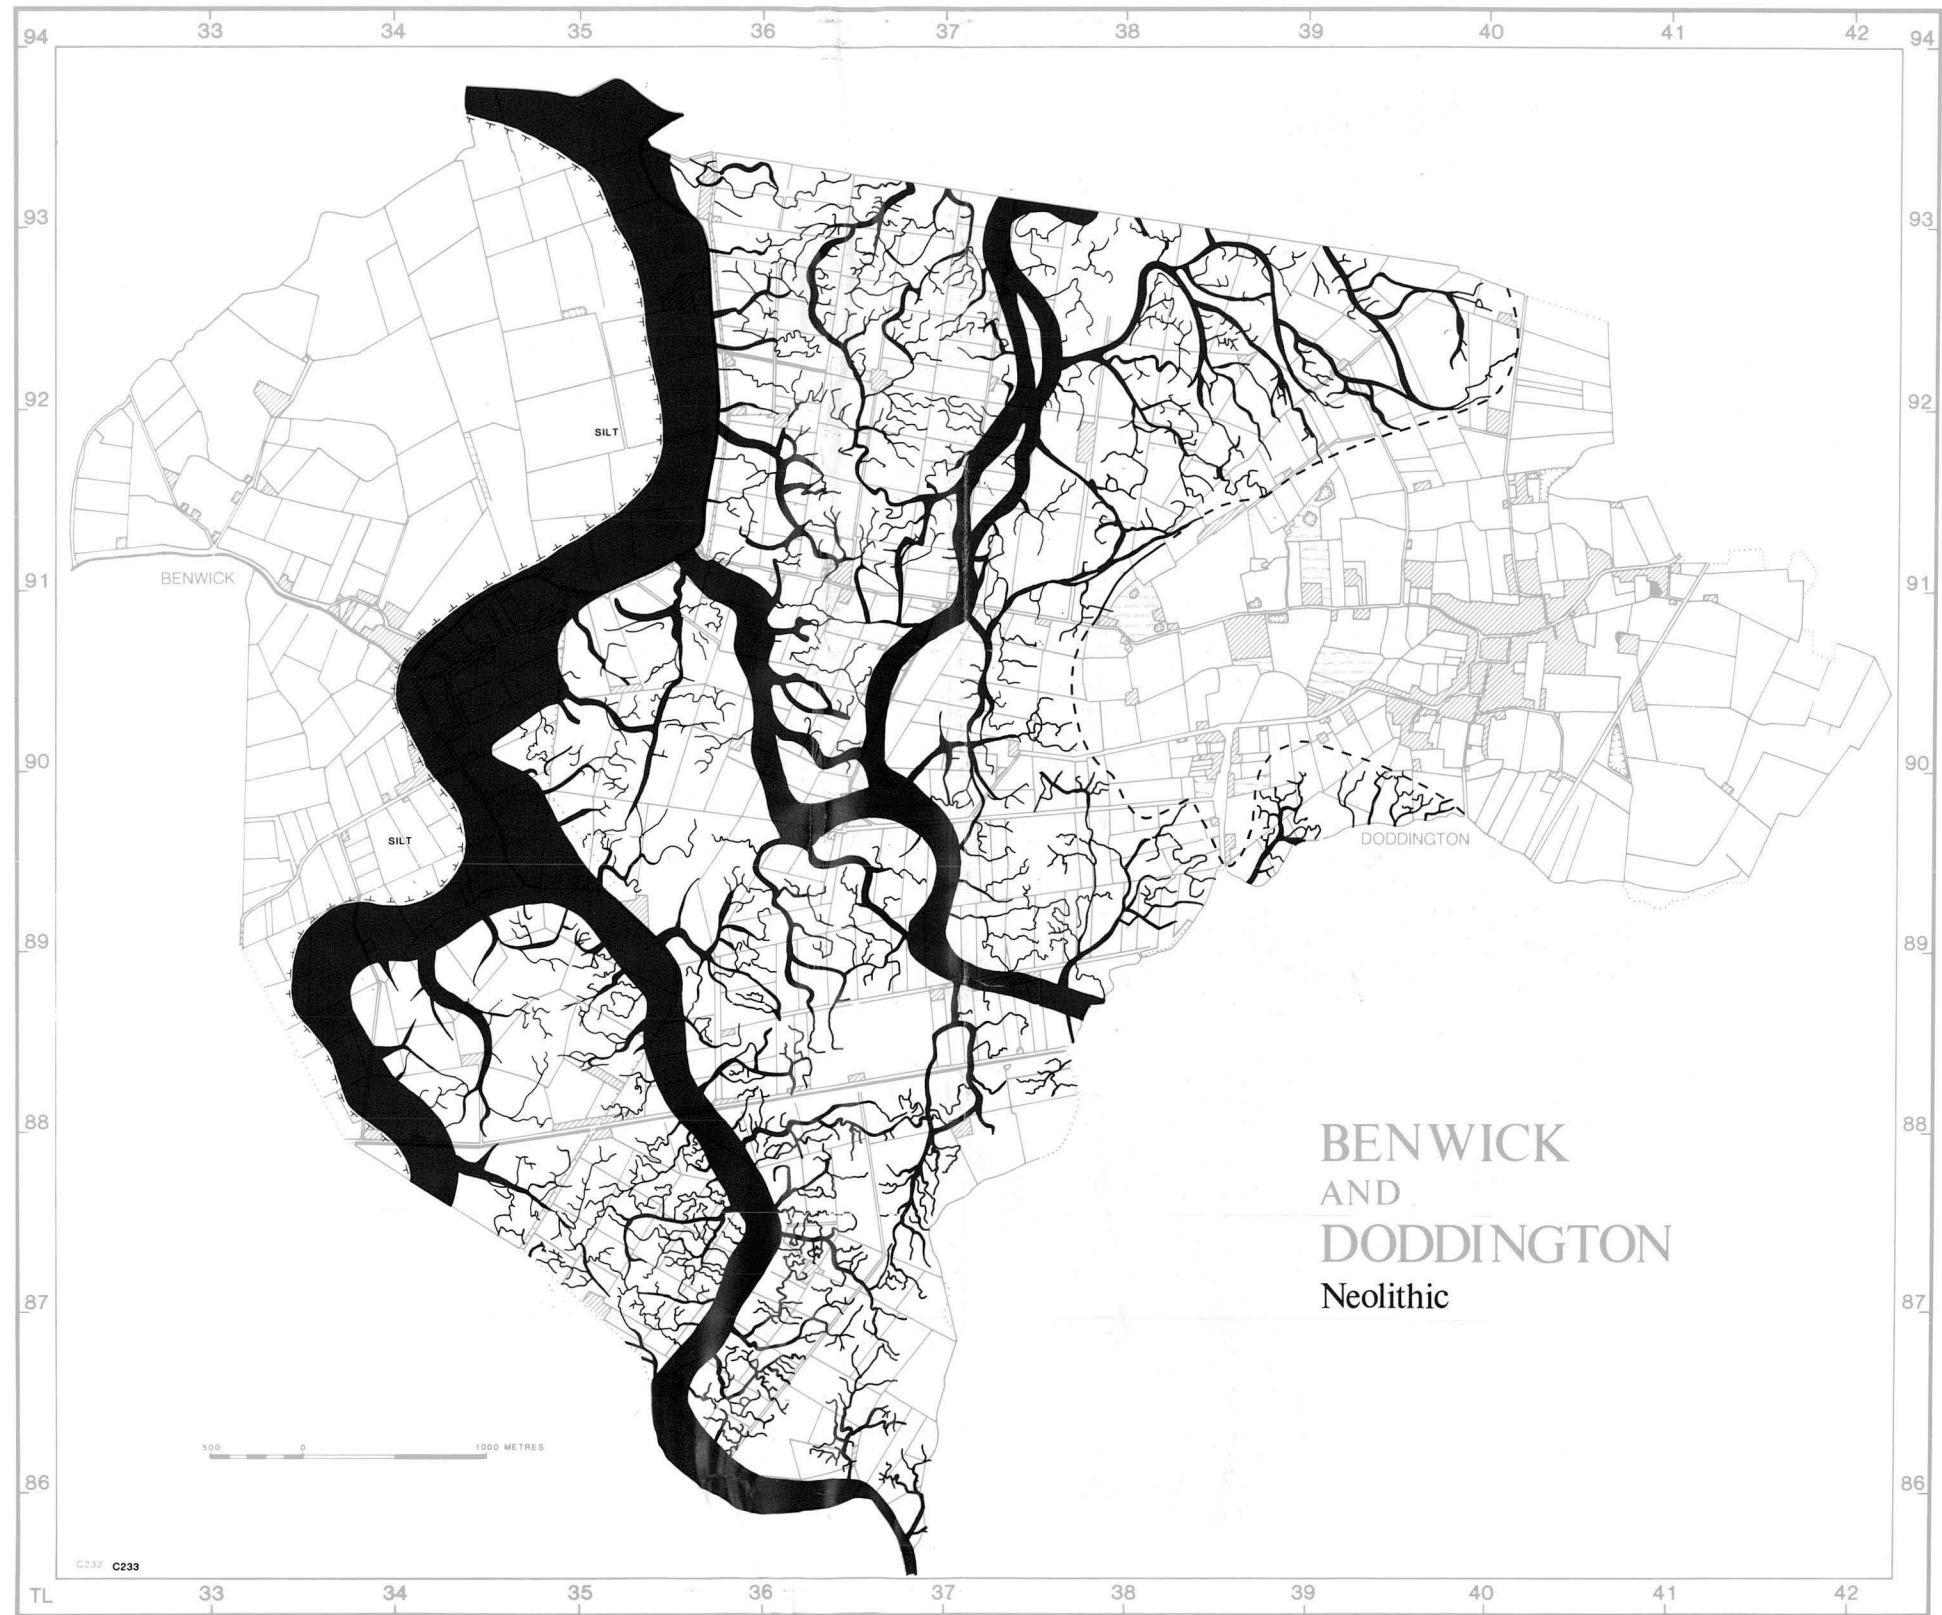 33 34 35 36 37 38 39 40 41 42
94 94
93 93
92 92
SILT
91 91
BENWICK
90 90
SILT
DODDINGTON
89 89
88 88
BENWICK
AND
DODDINGTON
Neolithic
87 87
500 0 1000 METRES
86 86
C232 C233
TL 33 34 35 36 37 38 39 40 41 42